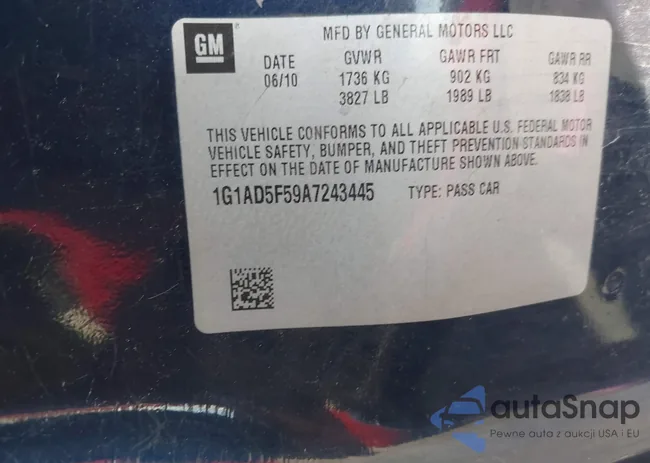 GM
MFD BY GENERAL MOTORS LLC
DATE GVWR GAWR FRT GAWR RR
06/10 1736 KG 902 KG 834 KG
3827 LB 1989 LB 1838 LB
THIS VEHICLE CONFORMS TO ALL APPLICABLE U.S. FEDERAL MOTOR
VEHICLE SAFETY, BUMPER, AND THEFT PREVENTION STANDARDS IN
EFFECT ON THE DATE OF MANUFACTURE SHOWN ABOVE.
1G1AD5F59A7243445 TYPE: PASS CAR
autaSnap
Pewne auta z aukcji USA i EU